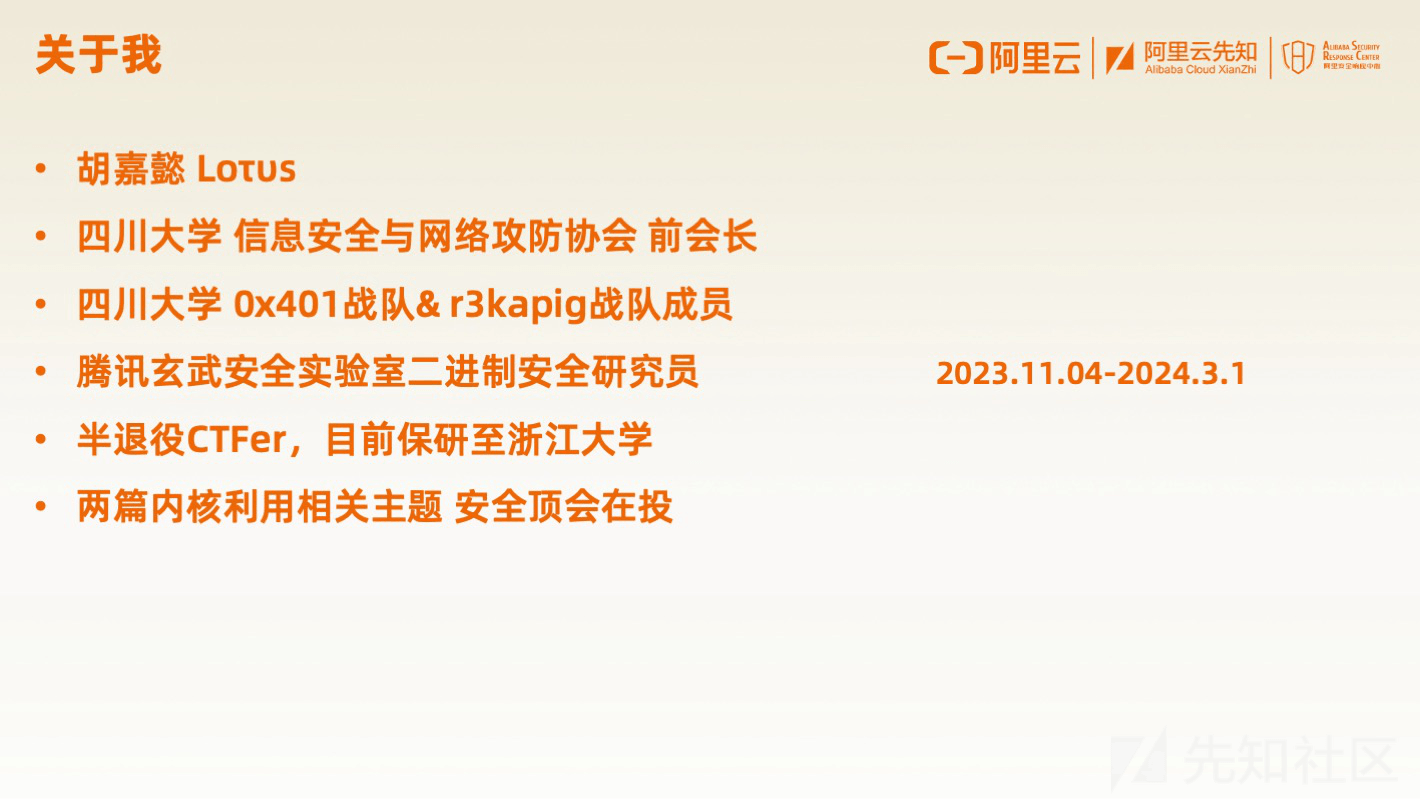 关于我
阿里云
阿里云先知
Alibaba Cloud XianZhi
ALIBABA SECURITY
RESPONSE CENTER
阿里安全响应中心
• 胡嘉懿 Loτυs
• 四川大学 信息安全与网络攻防协会 前会长
• 四川大学 0x401战队& r3kapig战队成员
• 腾讯玄武安全实验室二进制安全研究员 2023.11.04-2024.3.1
• 半退役CTFer，目前保研至浙江大学
• 两篇内核利用相关主题 安全顶会在投
先知社区